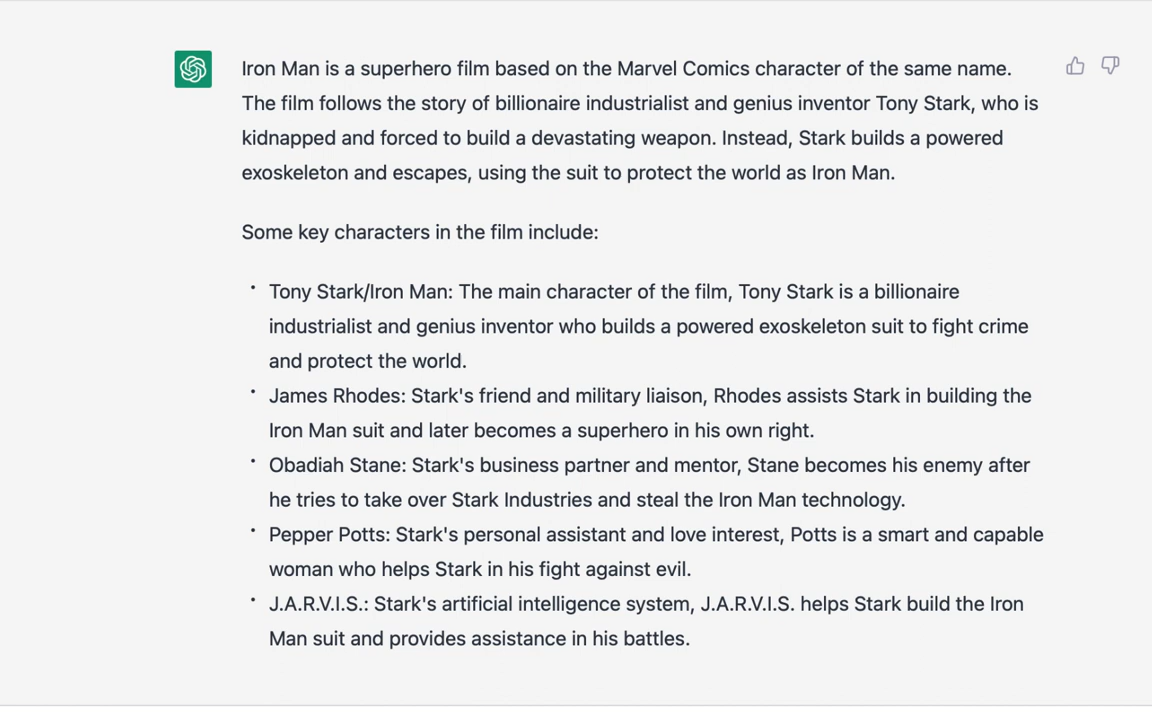 Iron Man is a superhero film based on the Marvel Comics character of the same name.
The film follows the story of billionaire industrialist and genius inventor Tony Stark, who is
kidnapped and forced to build a devastating weapon. Instead, Stark builds a powered
exoskeleton and escapes, using the suit to protect the world as Iron Man.
Some key characters in the film include:
• Tony Stark/Iron Man: The main character of the film, Tony Stark is a billionaire
industrialist and genius inventor who builds a powered exoskeleton suit to fight crime
and protect the world.
• James Rhodes: Stark's friend and military liaison, Rhodes assists Stark in building the
Iron Man suit and later becomes a superhero in his own right.
• Obadiah Stane: Stark's business partner and mentor, Stane becomes his enemy after
he tries to take over Stark Industries and steal the Iron Man technology.
• Pepper Potts: Stark's personal assistant and love interest, Potts is a smart and capable
woman who helps Stark in his fight against evil.
• J.A.R.V.I.S.: Stark's artificial intelligence system, J.A.R.V.I.S. helps Stark build the Iron
Man suit and provides assistance in his battles.